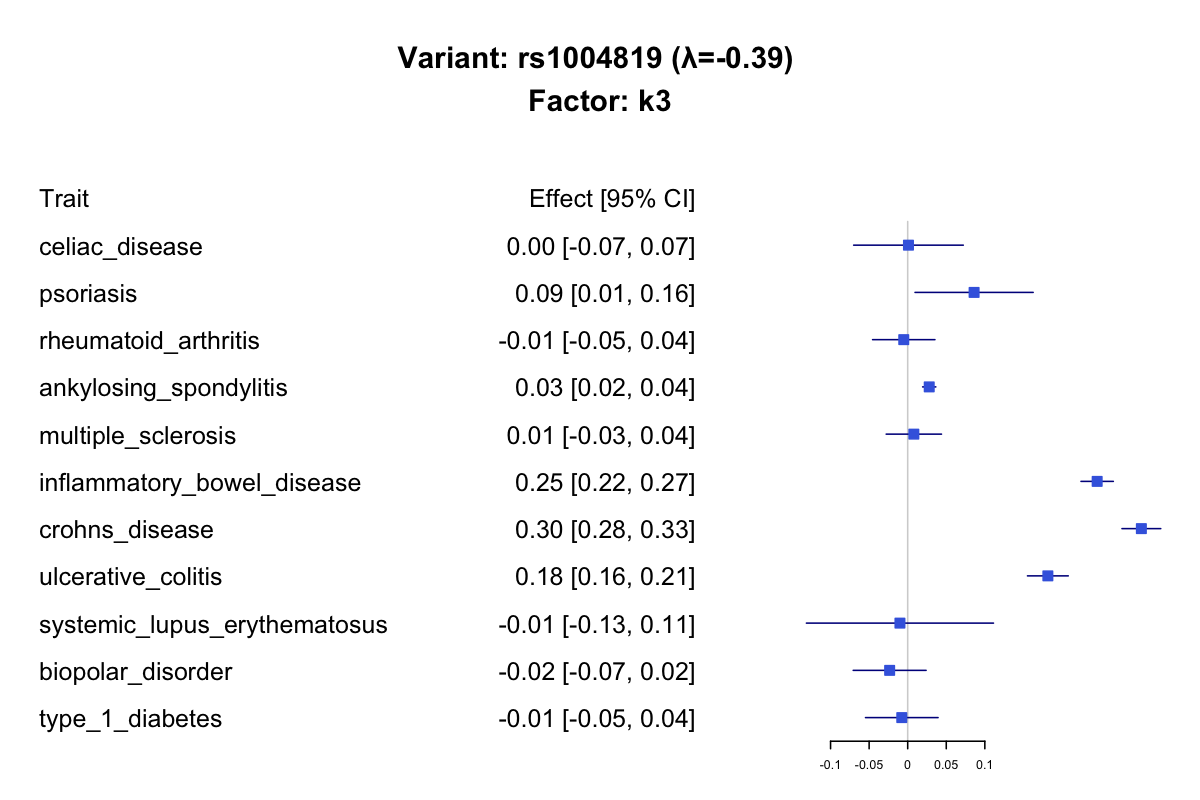 Variant: rs1004819 (λ=-0.39)
Factor: k3
Trait Effect [95% CI]
celiac_disease 0.00 [-0.07, 0.07]
psoriasis 0.09 [0.01, 0.16]
rheumatoid_arthritis -0.01 [-0.05, 0.04]
ankylosing_spondylitis 0.03 [0.02, 0.04]
multiple_sclerosis 0.01 [-0.03, 0.04]
inflammatory_bowel_disease 0.25 [0.22, 0.27]
crohns_disease 0.30 [0.28, 0.33]
ulcerative_colitis 0.18 [0.16, 0.21]
systemic_lupus_erythematosus -0.01 [-0.13, 0.11]
biopolar_disorder -0.02 [-0.07, 0.02]
type_1_diabetes -0.01 [-0.05, 0.04]
-0.1 -0.05 0 0.05 0.1